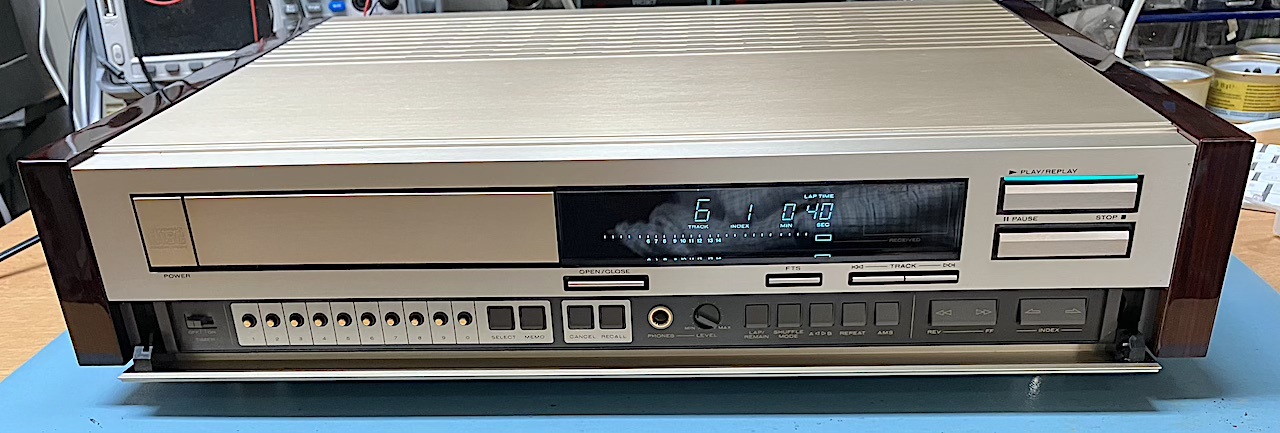 ▶ PLAY/REPLAY
LAP TIME
6 1 0 40
TRACK INDEX MIN SEC
6 7 8 9 10 11 12 13 14
RECEIVED
II PAUSE STOP ■
POWER
OPEN/CLOSE
FTS
TRACK
1 2 3 4 5 6 7 8 9 0
SELECT MEMO
CANCEL RECALL
PHONES
MIN LEVEL MAX
LAP/
REMAIN
SHUFFLE
MODE
A◁▷B
REPEAT
AMS
REV FF
INDEX